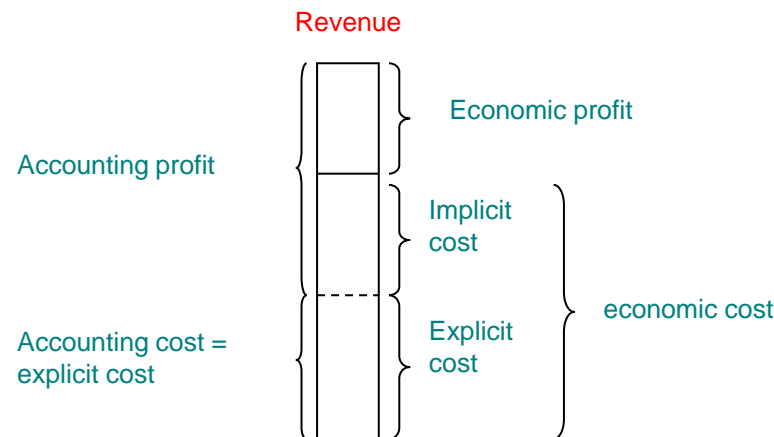 Revenue
Economic profit
Accounting profit
Implicit
cost
economic cost
Accounting cost =
explicit cost
Explicit
cost